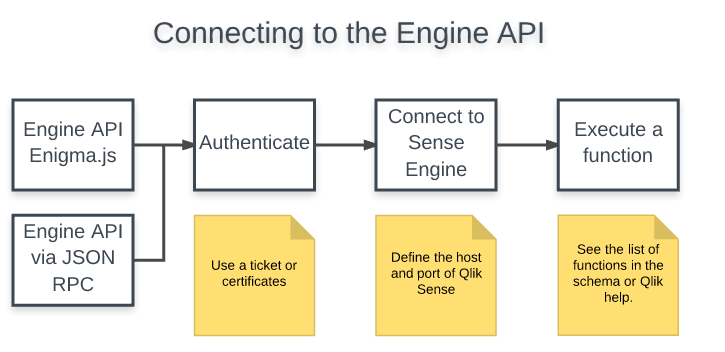 Connecting to the Engine API
Engine API
Enigma.js
Authenticate
Connect to
Sense
Engine
Execute a
function
Engine API
via JSON
RPC
Use a ticket or
certificates
Define the host
and port of Qlik
Sense
See the list of
functions in the
schema or Qlik
help.